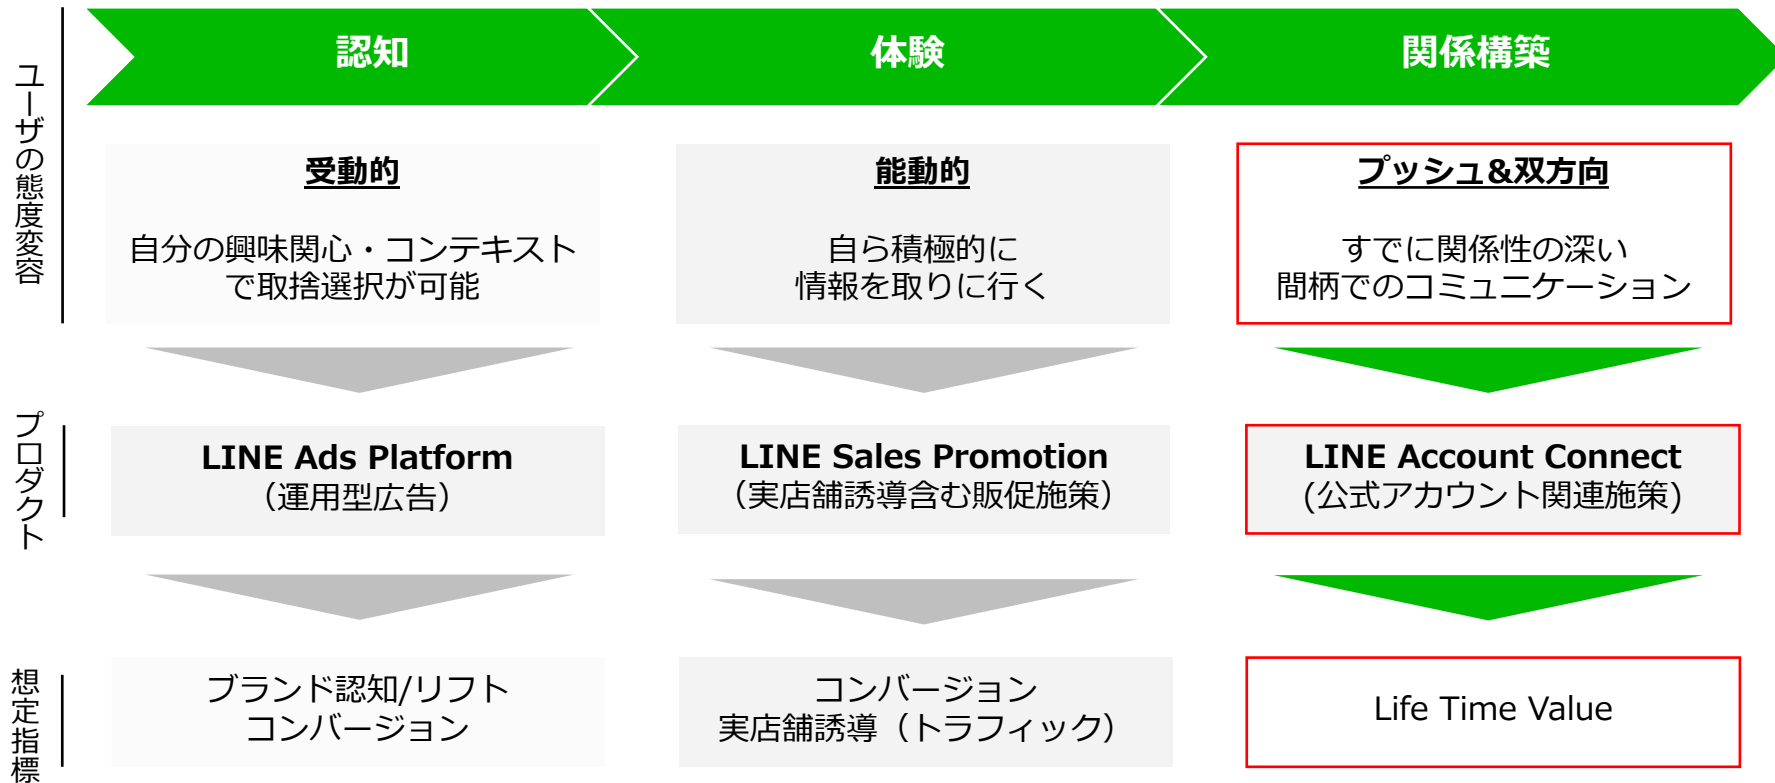 認知
体験
関係構築
ユーザの態度変容
受動的
自分の興味関心・コンテキスト
で取捨選択が可能
能動的
自ら積極的に
情報を取りに行く
プッシュ&双方向
すでに関係性の深い
間柄でのコミュニケーション
プロダクト
LINE Ads Platform
（運用型広告）
LINE Sales Promotion
（実店舗誘導含む販促施策）
LINE Account Connect
(公式アカウント関連施策)
想定指標
ブランド認知/リフト
コンバージョン
コンバージョン
実店舗誘導（トラフィック）
Life Time Value